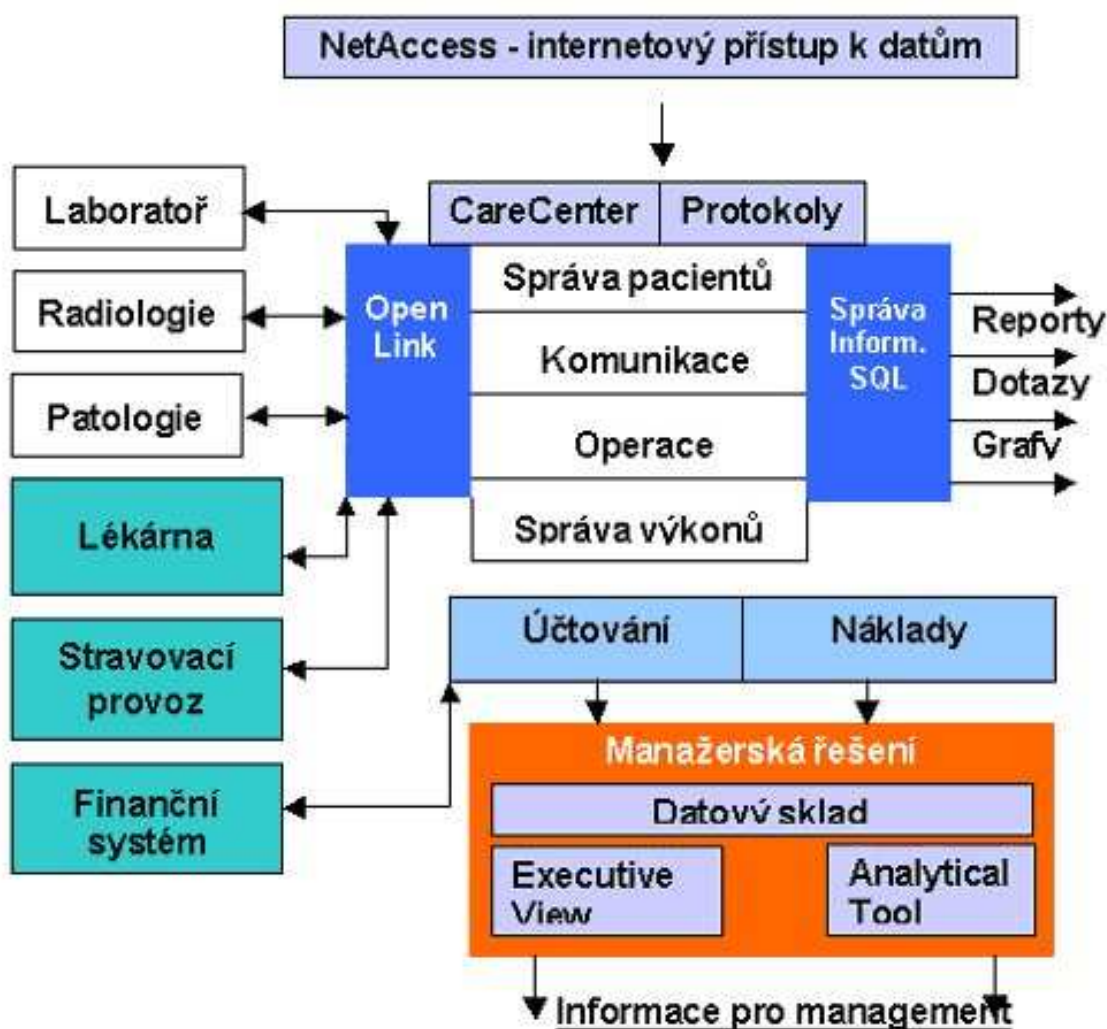 NetAccess - internetový přístup k datům
Laboratoř
Radiologie
Patologie
Lékárna
Stravovací
provoz
Finanční
systém
CareCenter
Protokoly
Open
Link
Správa pacientů
Komunikace
Operace
Správa výkonů
Správa
Inform.
SQL
Reporty
Dotazy
Grafy
Účtování
Náklady
Manažerská řešení
Datový sklad
Executive
View
Analytical
Tool
Informace pro management